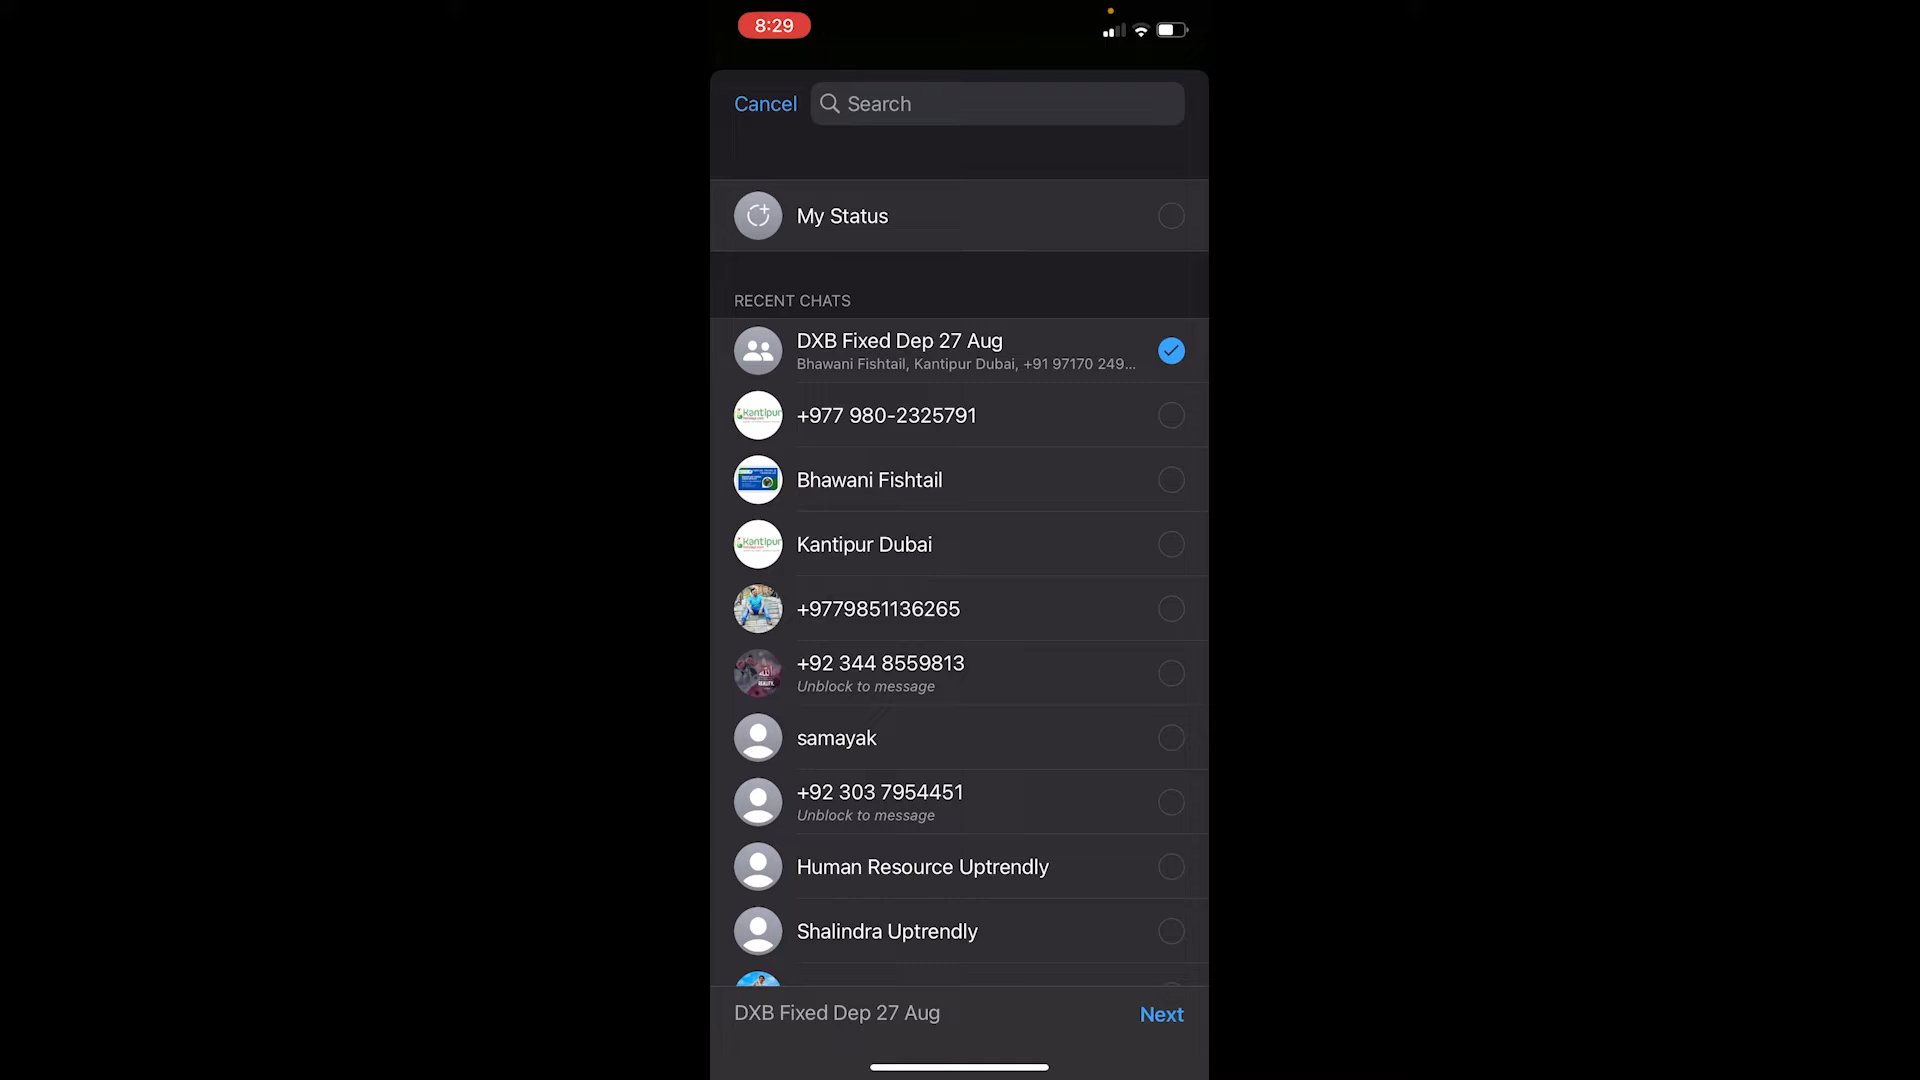 8:29
Cancel
Search
My Status
RECENT CHATS
DXB Fixed Dep 27 Aug
Bhawani Fishtail, Kantipur Dubai, +91 97170 249...
Kantipur
+977 980-2325791
Bhawani Fishtail
Kantipur
Kantipur Dubai
+9779851136265
+92 344 8559813
Unblock to message
samayak
+92 303 7954451
Unblock to message
Human Resource Uptrendly
Shalindra Uptrendly
DXB Fixed Dep 27 Aug
Next